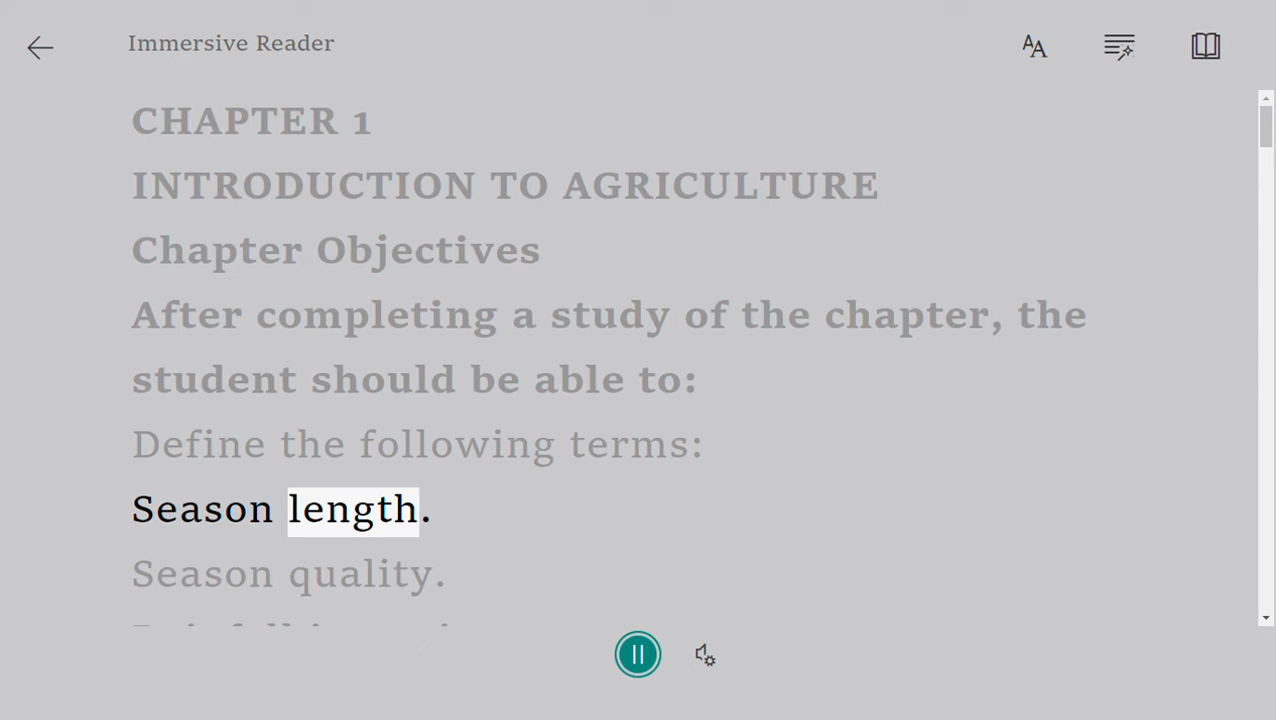 Immersive Reader
CHAPTER 1
INTRODUCTION TO AGRICULTURE
Chapter Objectives
After completing a study of the chapter, the
student should be able to:
Define the following terms:
Season length.
Season quality.